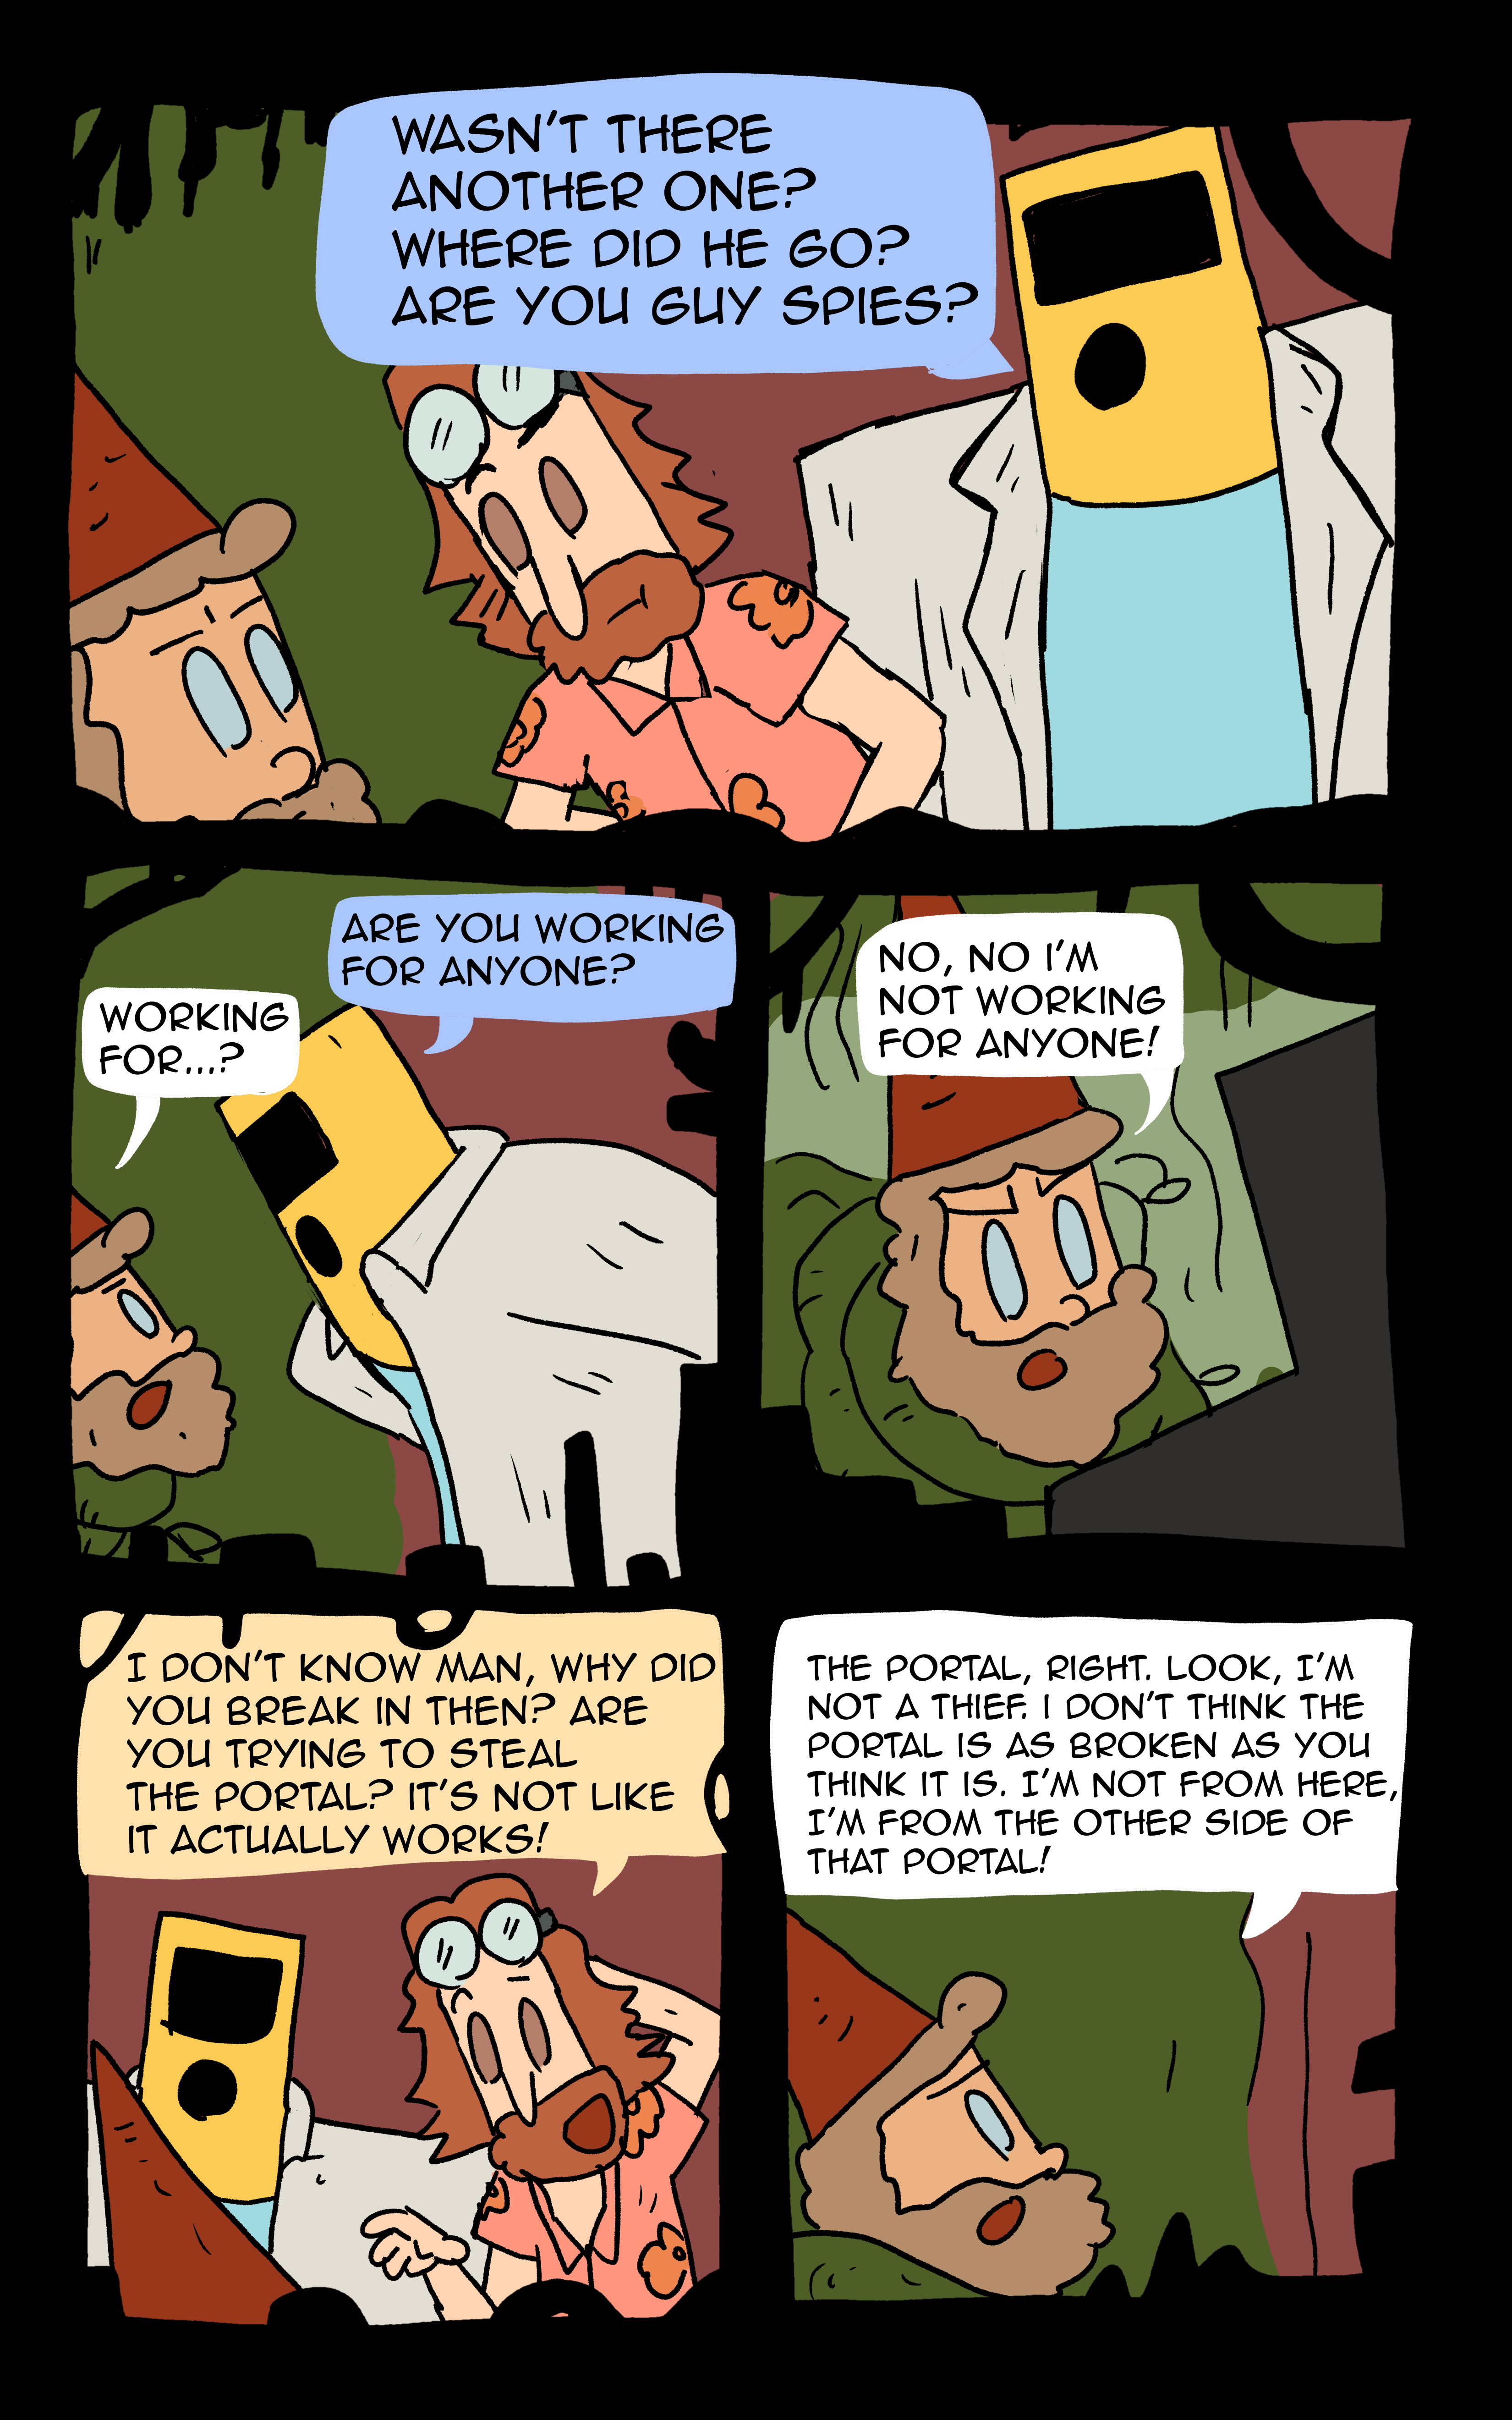 WASN'T THERE
ANOTHER ONE?
WHERE DID HE GO?
ARE YOU GUY SPIES?
ARE YOU WORKING
FOR ANYONE?
WORKING
FOR...?
NO, NO I'M
NOT WORKING
FOR ANYONE!
I DON'T KNOW MAN, WHY DID
YOU BREAK IN THEN? ARE
YOU TRYING TO STEAL
THE PORTAL? IT'S NOT LIKE
IT ACTUALLY WORKS!
THE PORTAL, RIGHT. LOOK, I'M
NOT A THIEF. I DON'T THINK THE
PORTAL IS AS BROKEN AS YOU
THINK IT IS. I'M NOT FROM HERE,
I'M FROM THE OTHER SIDE OF
THAT PORTAL!